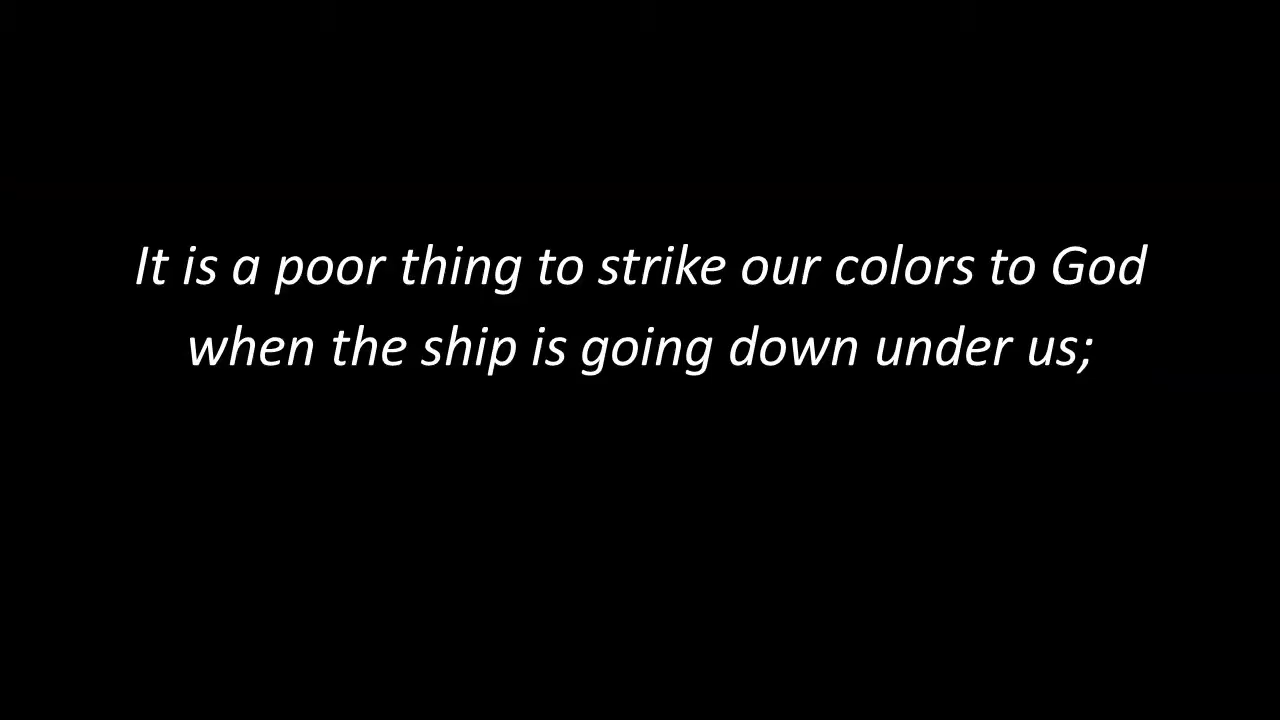 It is a poor thing to strike our colors to God
when the ship is going down under us;